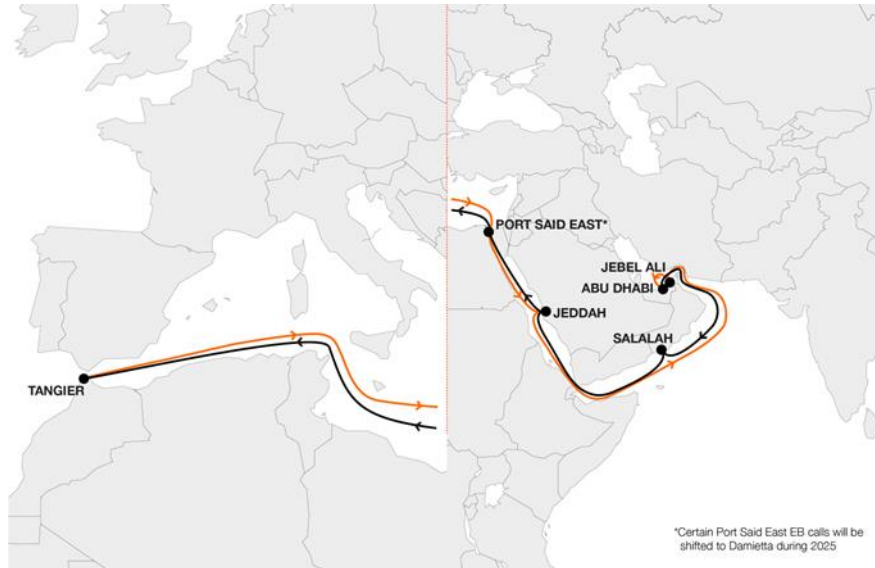 PORT SAID EAST*
JEBEL ALI
ABU DHABI
JEDDAH
SALALAH
TANGIER
*Certain Port Said East EB calls will be
shifted to Damietta during 2025